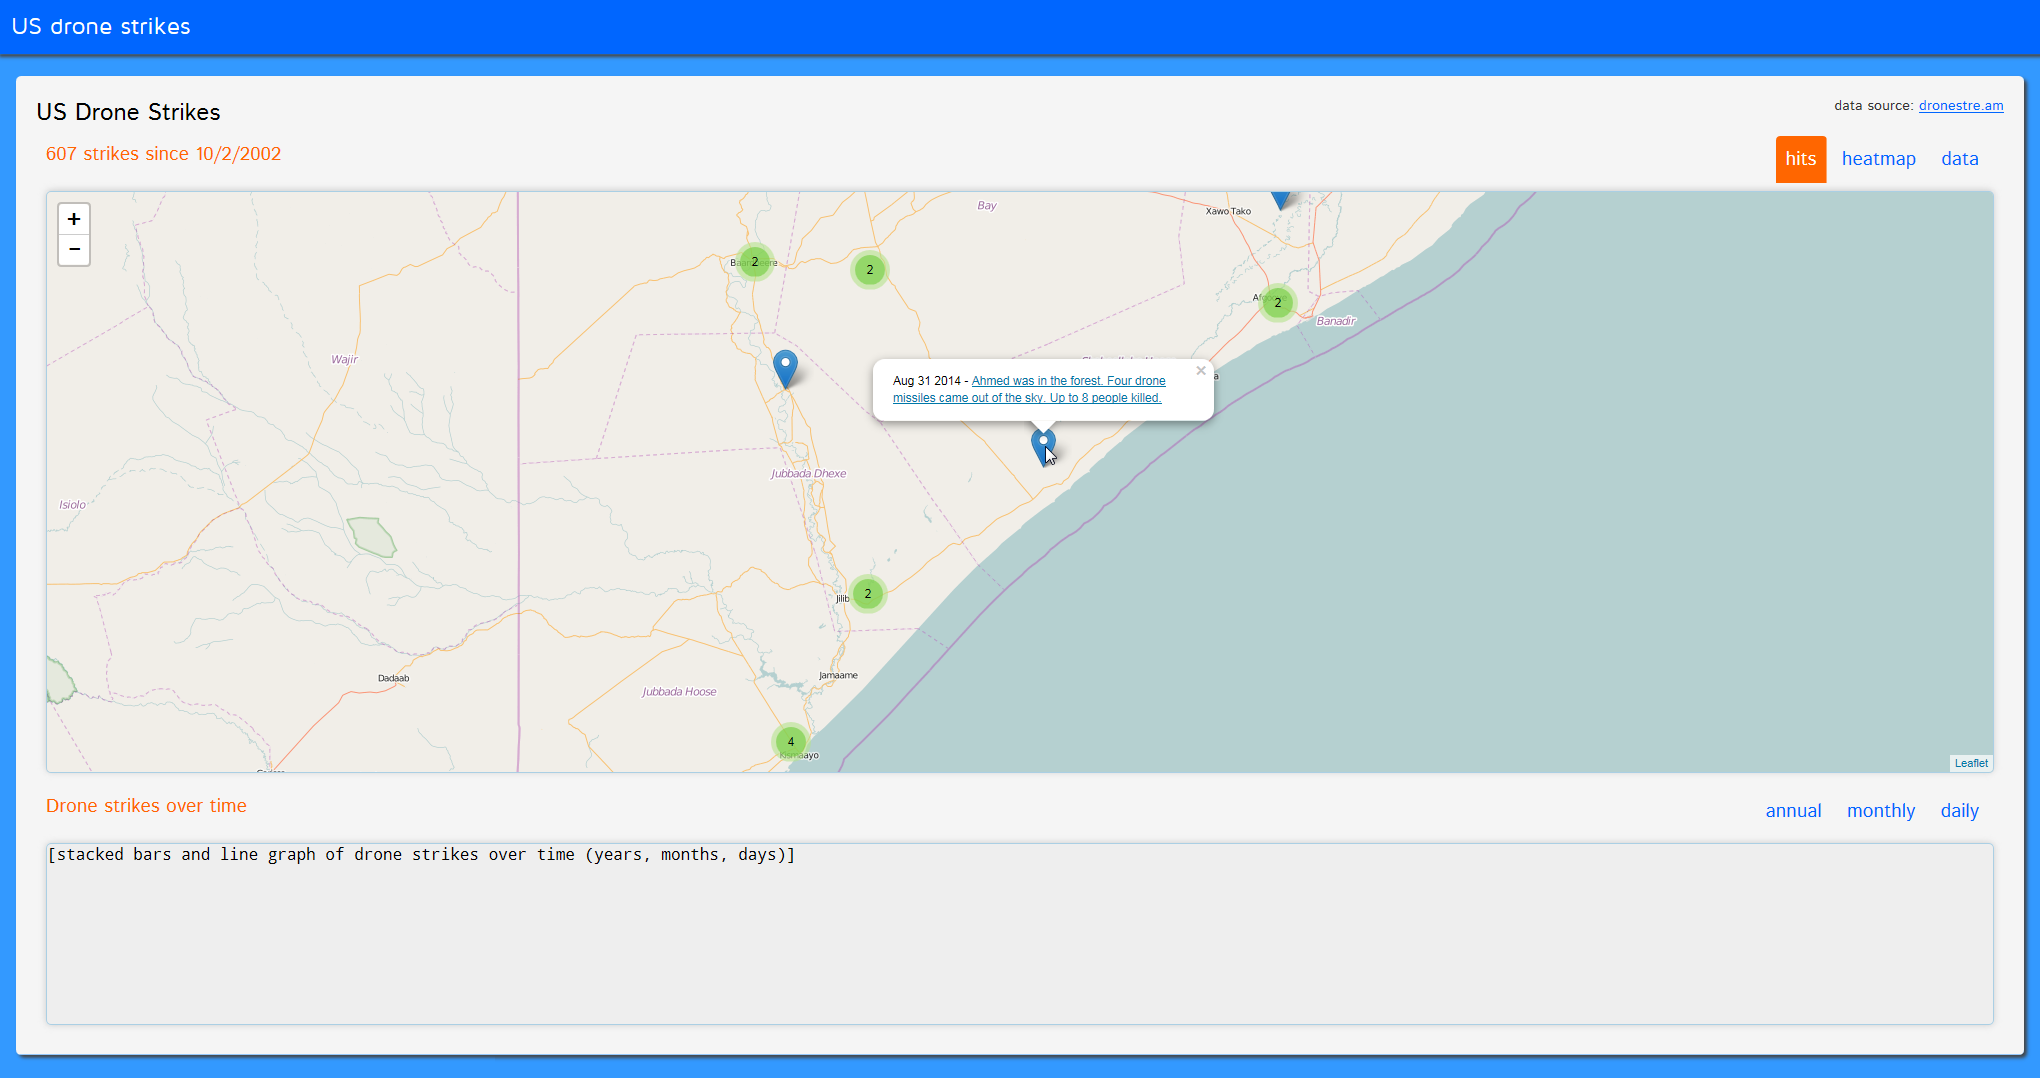 US drone strikes
US Drone Strikes
data source: dronestre.am
607 strikes since 10/2/2002
hits heatmap data
+
−
Bay
Xawo Tako
2
2
2
Banadir
Wajir
×
Aug 31 2014 - Ahmed was in the forest. Four drone
missiles came out of the sky. Up to 8 people killed.
Jubbada Dhexe
Isiolo
Jilib
2
Dadaab
Jamaame
Jubbada Hoose
4
Kismaayo
Leaflet
Drone strikes over time
annual monthly daily
[stacked bars and line graph of drone strikes over time (years, months, days)]